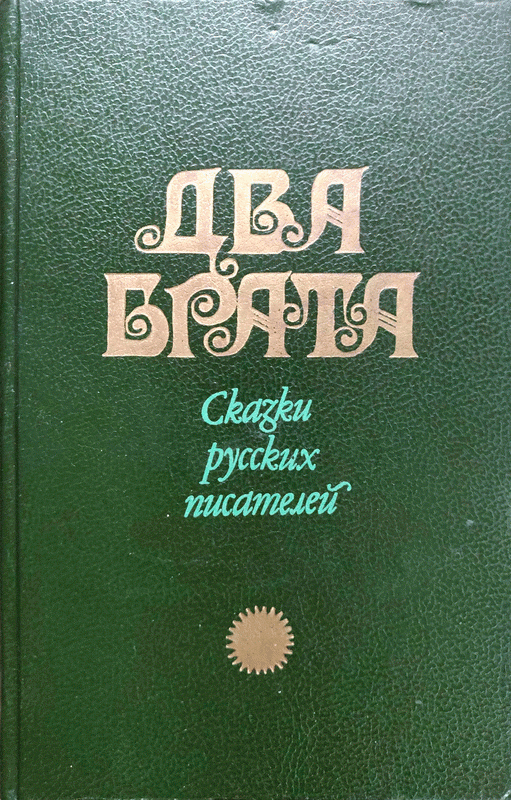 ДВА
БРАТА
Сказки
русских
писателей